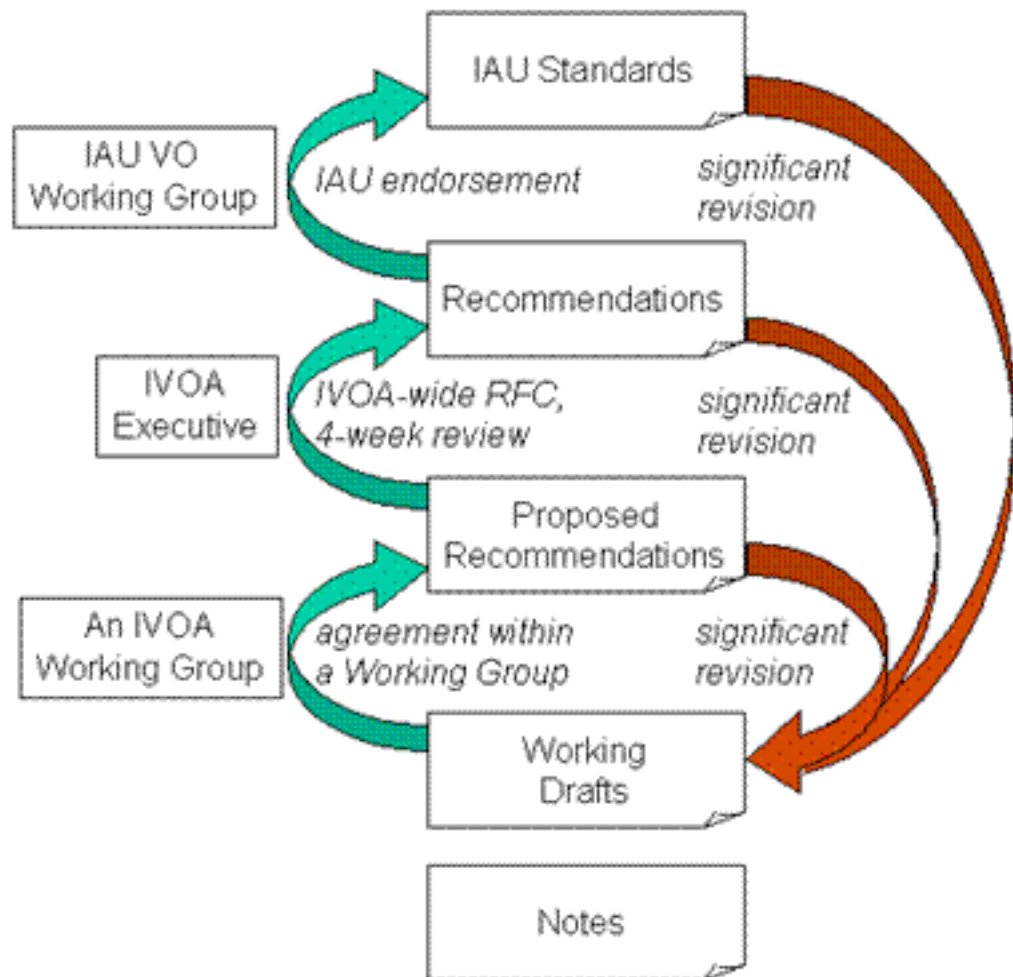 IAU Standards
IAU VO
Working Group
IAU endorsement
significant
revision
Recommendations
IVOA
Executive
IVOA-wide RFC,
4-week review
significant
revision
Proposed
Recommendations
An IVOA
Working Group
agreement within
a Working Group
significant
revision
Working
Drafts
Notes